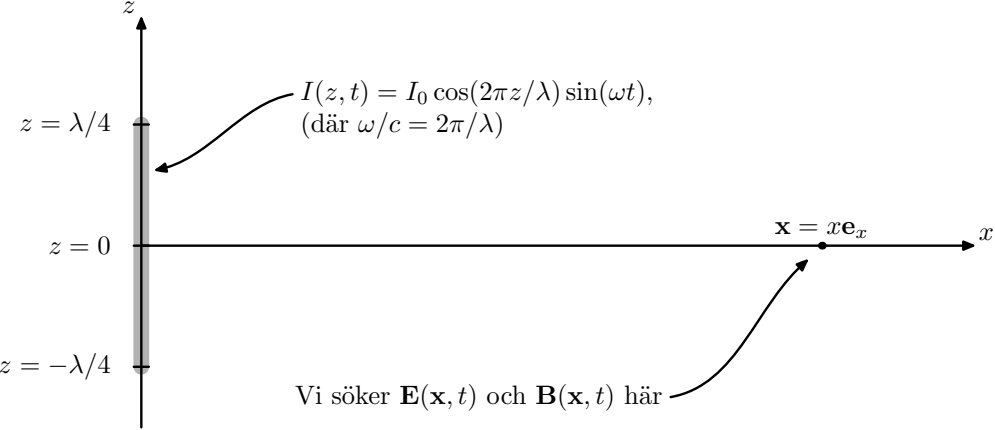 z
I(z, t) = I₀ cos(2πz/λ) sin(ωt),
z = λ/4
(där ω/c = 2π/λ)
x = xeₓ
z = 0
x
z = −λ/4
Vi söker E(x, t) och B(x, t) här